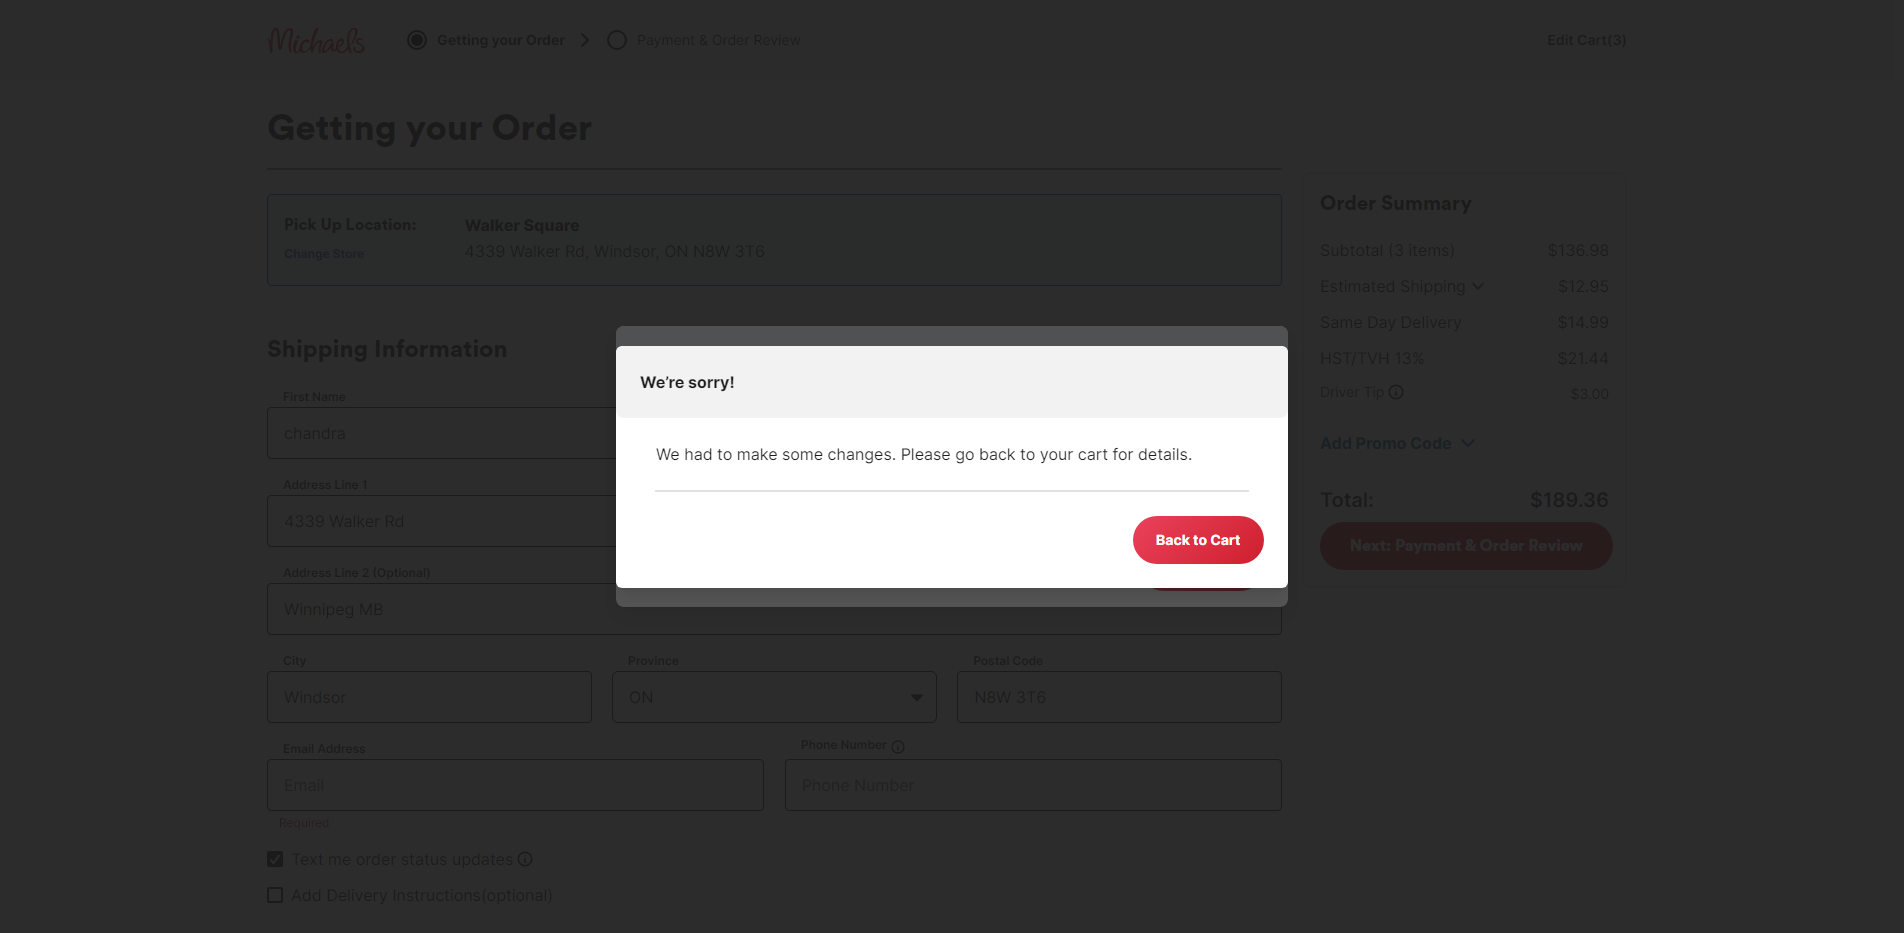 Michaels
Getting your Order
Payment & Order Review
Edit Cart(3)
Getting your Order
Pick Up Location:
Walker Square
Change Store
4339 Walker Rd, Windsor, ON N8W 3T6
Order Summary
Subtotal (3 items) $136.98
Estimated Shipping $12.95
Same Day Delivery $14.99
HST/TVH 13% $21.44
Driver Tip $3.00
Add Promo Code
Total: $189.36
Next: Payment & Order Review
Shipping Information
First Name
chandra
Address Line 1
4339 Walker Rd
Address Line 2 (Optional)
Winnipeg MB
City
Windsor
Province
ON
Postal Code
N8W 3T6
Email Address
Email
Required
Phone Number
Phone Number
Text me order status updates
Add Delivery Instructions(optional)
We're sorry!
We had to make some changes. Please go back to your cart for details.
Back to Cart